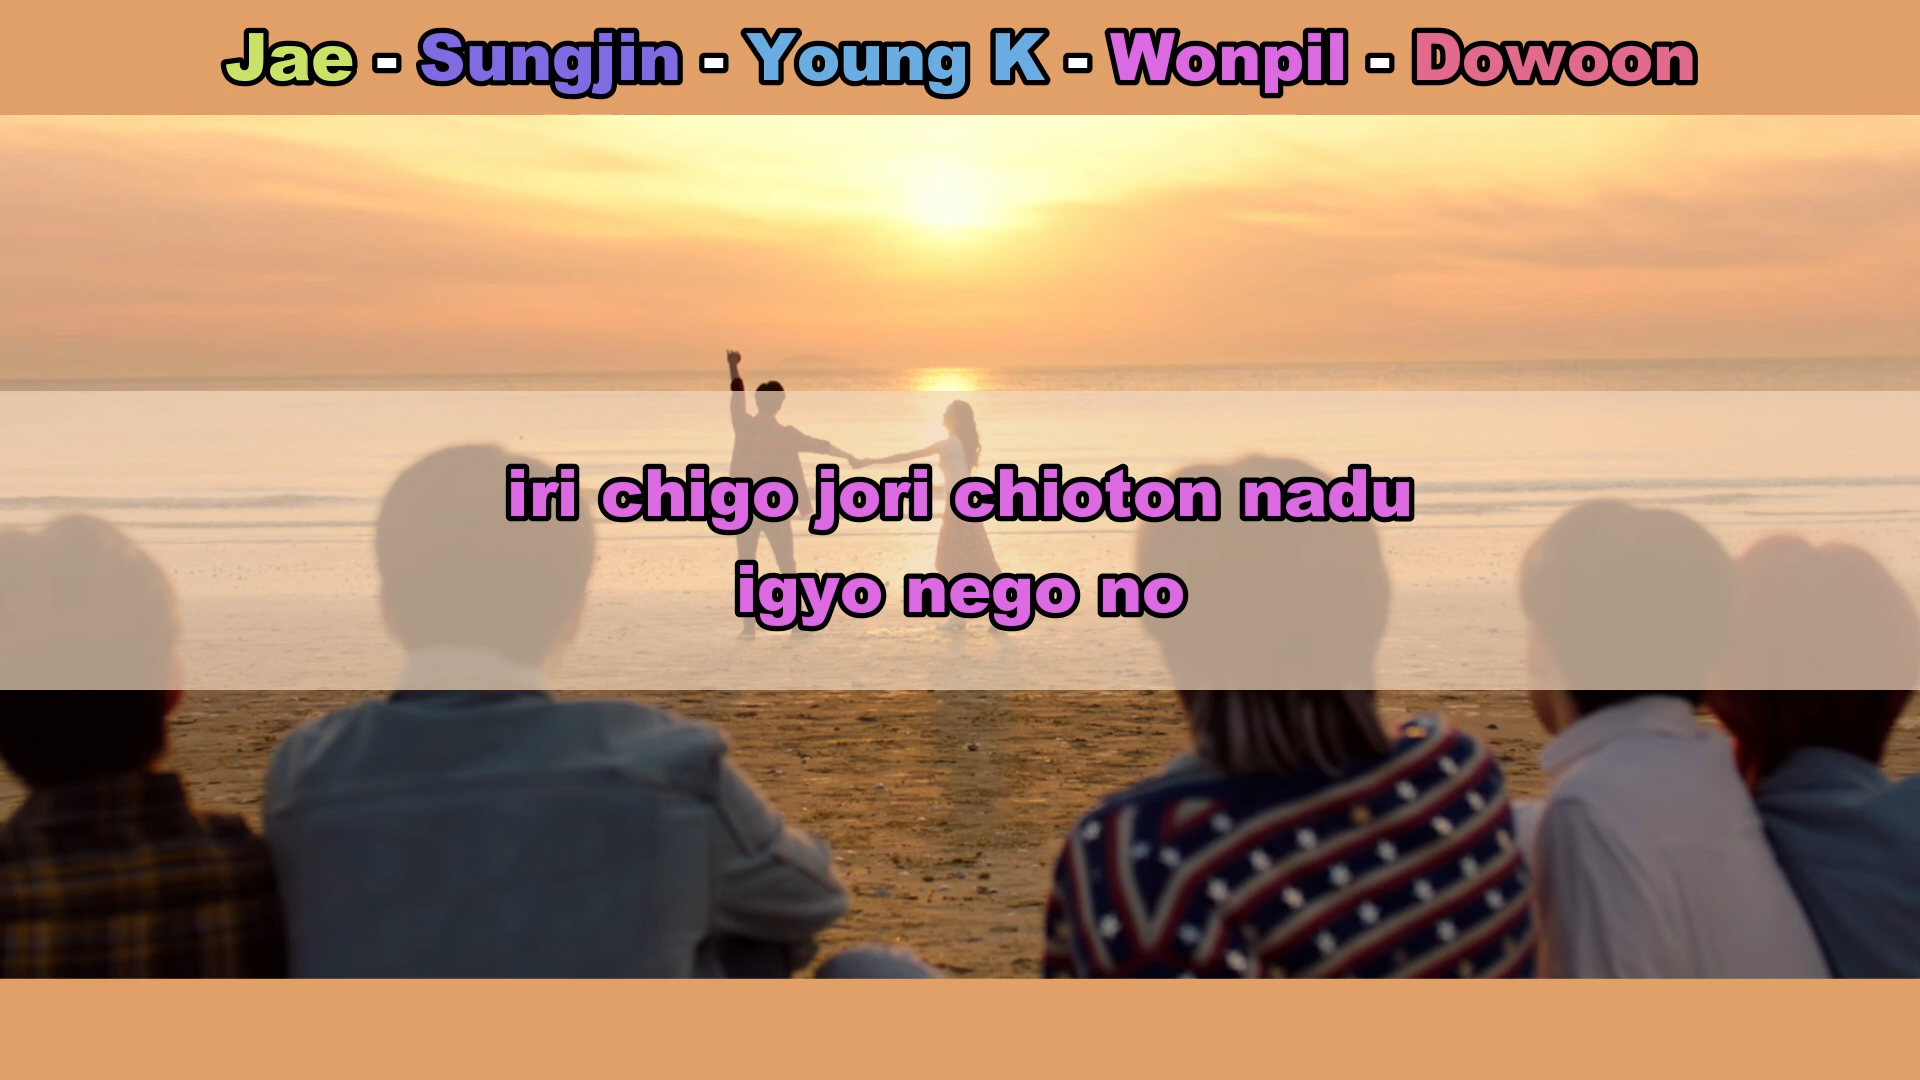 Jae - Sungjin - Young K - Wonpil - Dowoon
iri chigo jori chioton nadu
igyo nego no